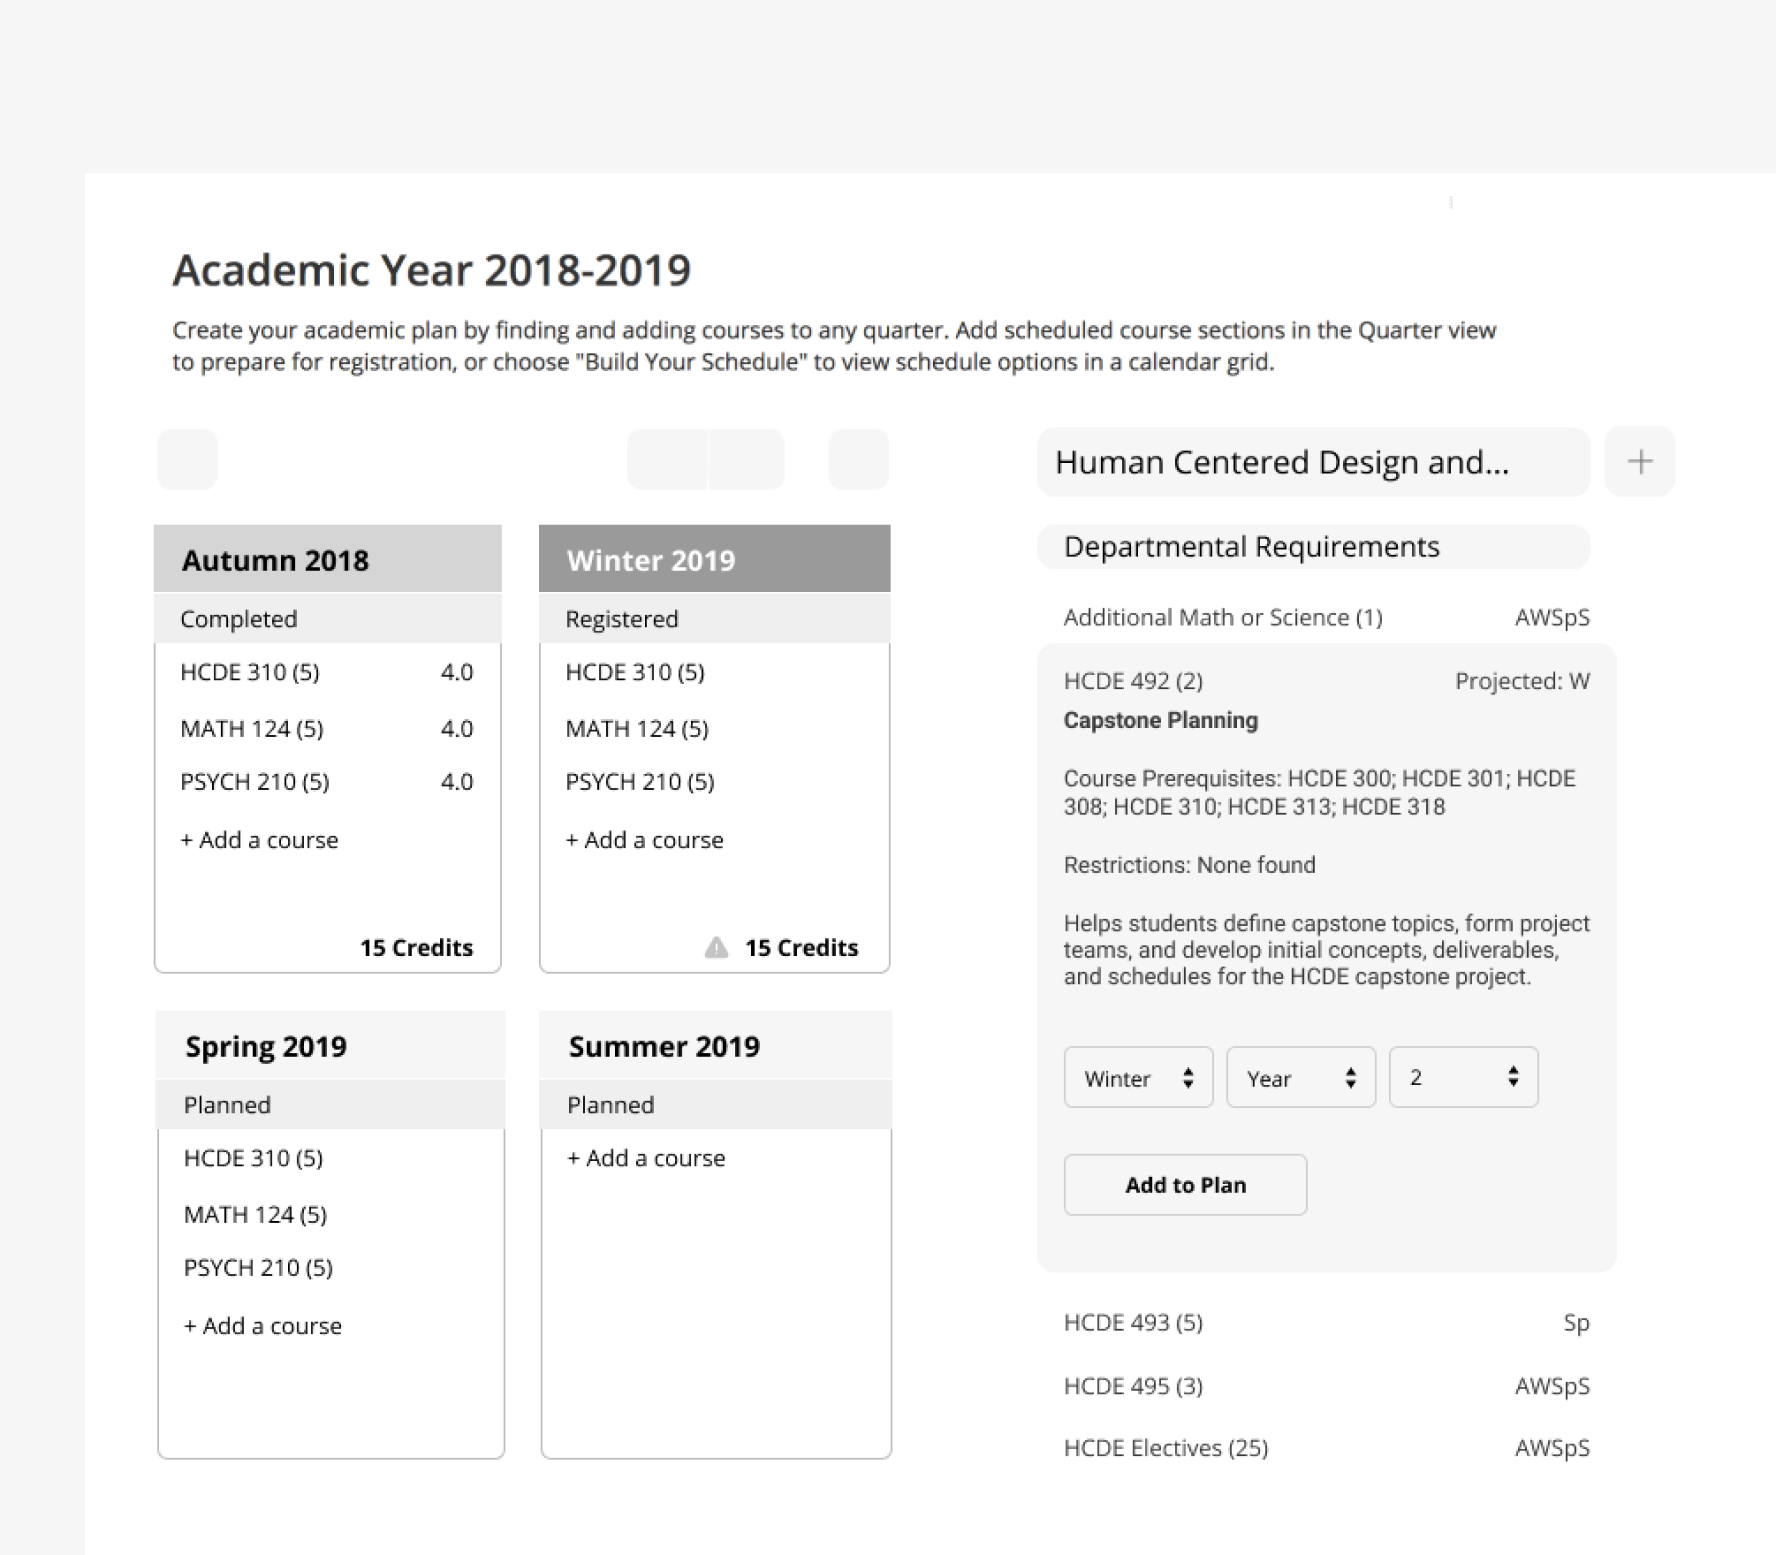 Academic Year 2018-2019
Create your academic plan by finding and adding courses to any quarter. Add scheduled course sections in the Quarter view
to prepare for registration, or choose "Build Your Schedule" to view schedule options in a calendar grid.
Autumn 2018
Completed
HCDE 310 (5) 4.0
MATH 124 (5) 4.0
PSYCH 210 (5) 4.0
+ Add a course
15 Credits
Winter 2019
Registered
HCDE 310 (5)
MATH 124 (5)
PSYCH 210 (5)
+ Add a course
15 Credits
Spring 2019
Planned
HCDE 310 (5)
MATH 124 (5)
PSYCH 210 (5)
+ Add a course
Summer 2019
Planned
+ Add a course
Human Centered Design and...
+
Departmental Requirements
Additional Math or Science (1) AWSpS
HCDE 492 (2) Projected: W
Capstone Planning
Course Prerequisites: HCDE 300; HCDE 301; HCDE
308; HCDE 310; HCDE 313; HCDE 318
Restrictions: None found
Helps students define capstone topics, form project
teams, and develop initial concepts, deliverables,
and schedules for the HCDE capstone project.
Winter Year 2
Add to Plan
HCDE 493 (5) Sp
HCDE 495 (3) AWSpS
HCDE Electives (25) AWSpS